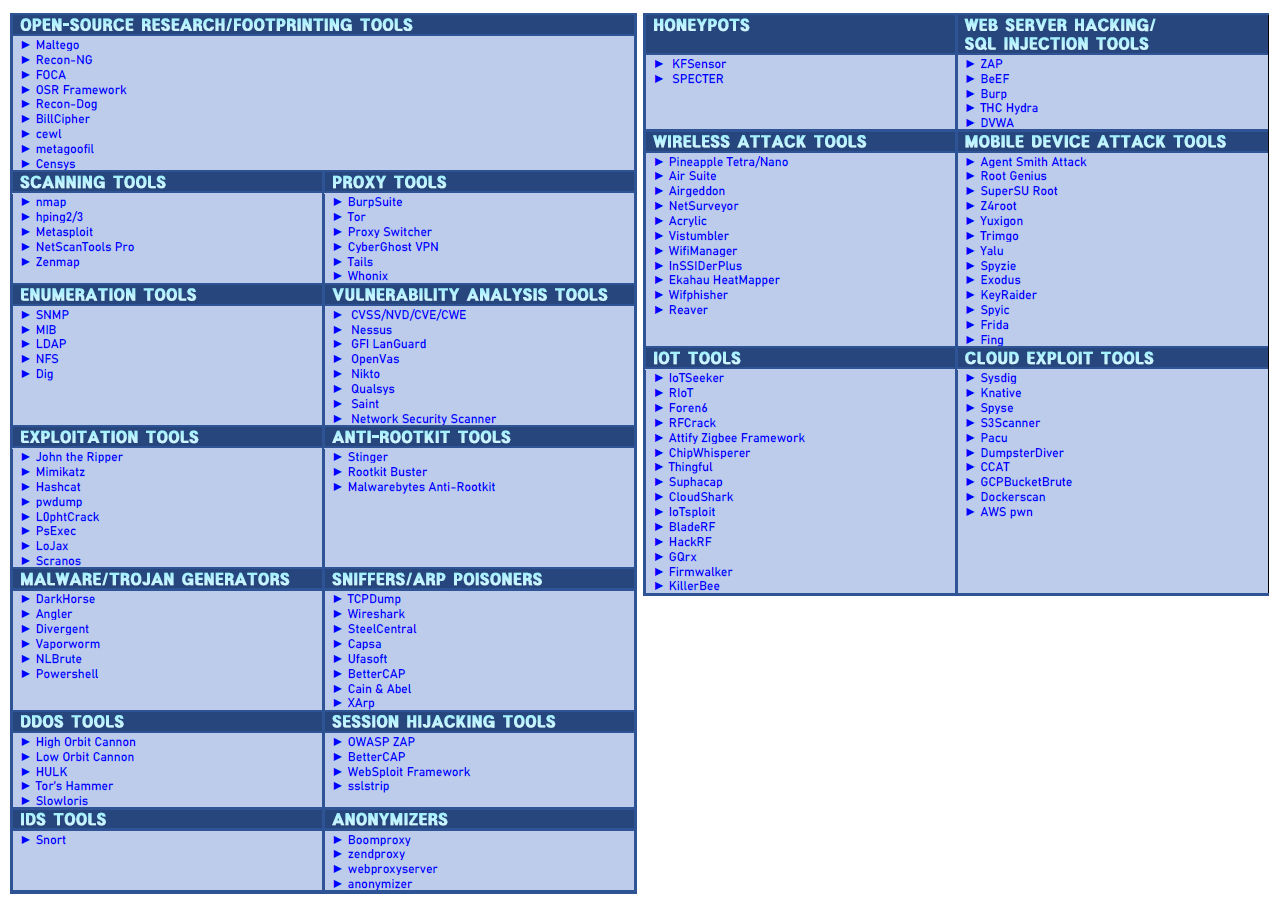 OPEN-SOURCE RESEARCH/FOOTPRINTING TOOLS
► Maltego
► Recon-NG
► FOCA
► OSR Framework
► Recon-Dog
► BillCipher
► cewl
► metagoofil
► Censys
SCANNING TOOLS
► nmap
► hping2/3
► Metasploit
► NetScanTools Pro
► Zenmap
PROXY TOOLS
► BurpSuite
► Tor
► Proxy Switcher
► CyberGhost VPN
► Tails
► Whonix
ENUMERATION TOOLS
► SNMP
► MIB
► LDAP
► NFS
► Dig
VULNERABILITY ANALYSIS TOOLS
► CVSS/NVD/CVE/CWE
► Nessus
► GFI LanGuard
► OpenVas
► Nikto
► Qualsys
► Saint
► Network Security Scanner
EXPLOITATION TOOLS
► John the Ripper
► Mimikatz
► Hashcat
► pwdump
► L0phtCrack
► PsExec
► LoJax
► Scranos
ANTI-ROOTKIT TOOLS
► Stinger
► Rootkit Buster
► Malwarebytes Anti-Rootkit
MALWARE/TROJAN GENERATORS
► DarkHorse
► Angler
► Divergent
► Vaporworm
► NLBrute
► Powershell
SNIFFERS/ARP POISONERS
► TCPDump
► Wireshark
► SteelCentral
► Capsa
► Ufasoft
► BetterCAP
► Cain & Abel
► XArp
DDOS TOOLS
► High Orbit Cannon
► Low Orbit Cannon
► HULK
► Tor's Hammer
► Slowloris
SESSION HIJACKING TOOLS
► OWASP ZAP
► BetterCAP
► WebSploit Framework
► sslstrip
IDS TOOLS
► Snort
ANONYMIZERS
► Boomproxy
► zendproxy
► webproxyserver
► anonymizer
HONEYPOTS
► KFSensor
► SPECTER
WEB SERVER HACKING/
SQL INJECTION TOOLS
► ZAP
► BeEF
► Burp
► THC Hydra
► DVWA
WIRELESS ATTACK TOOLS
► Pineapple Tetra/Nano
► Air Suite
► Airgeddon
► NetSurveyor
► Acrylic
► Vistumbler
► WifiManager
► InSSIDerPlus
► Ekahau HeatMapper
► Wifphisher
► Reaver
MOBILE DEVICE ATTACK TOOLS
► Agent Smith Attack
► Root Genius
► SuperSU Root
► Z4root
► Yuxigon
► Trimgo
► Yalu
► Spyzie
► Exodus
► KeyRaider
► Spyic
► Frida
► Fing
IOT TOOLS
► IoTSeeker
► RIoT
► Foren6
► RFCrack
► Attify Zigbee Framework
► ChipWhisperer
► Thingful
► Suphacap
► CloudShark
► IoTsploit
► BladeRF
► HackRF
► GQrx
► Firmwalker
► KillerBee
CLOUD EXPLOIT TOOLS
► Sysdig
► Knative
► Spyse
► S3Scanner
► Pacu
► DumpsterDiver
► CCAT
► GCPBucketBrute
► Dockerscan
► AWS pwn